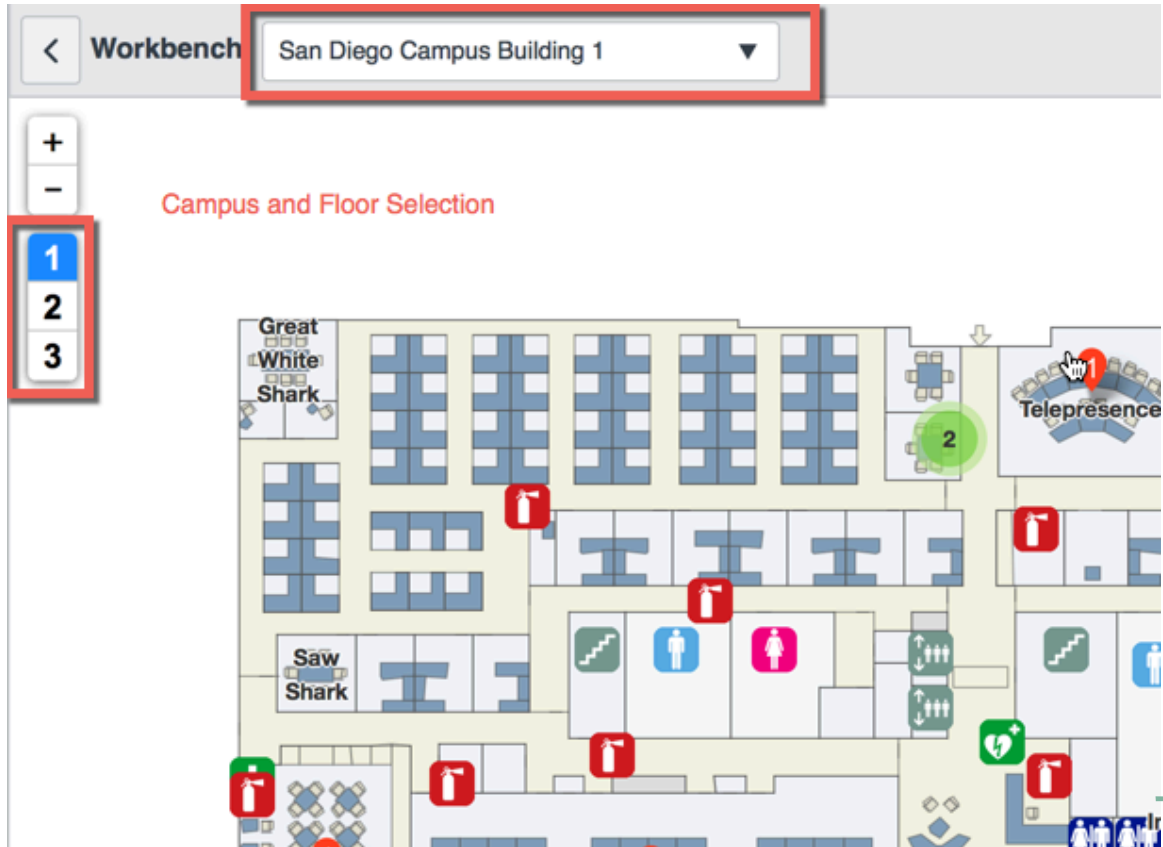 Workbench
San Diego Campus Building 1
+
−
Campus and Floor Selection
1
2
3
Great
White
Shark
1
Telepresence
2
Saw
Shark